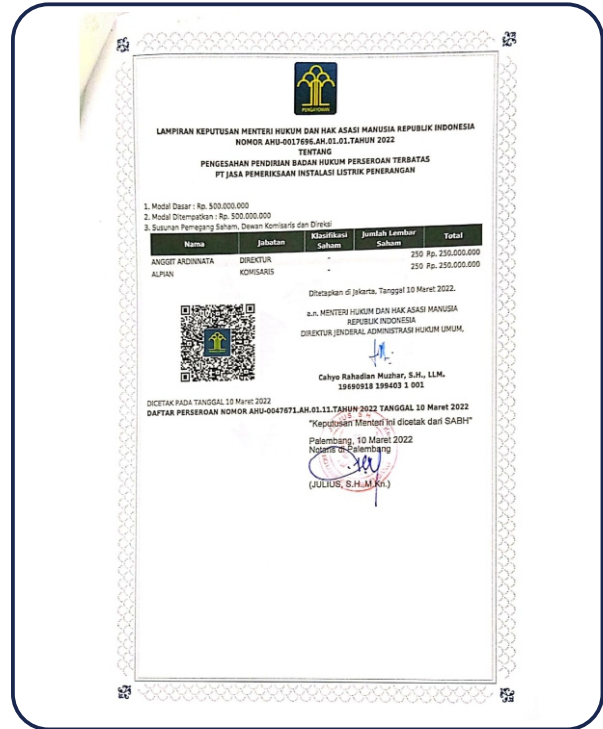 PENGAYOMAN
LAMPIRAN KEPUTUSAN MENTERI HUKUM DAN HAK ASASI MANUSIA REPUBLIK INDONESIA
NOMOR AHU-0017696.AH.01.01.TAHUN 2022
TENTANG
PENGESAHAN PENDIRIAN BADAN HUKUM PERSEROAN TERBATAS
PT JASA PEMERIKSAAN INSTALASI LISTRIK PENERANGAN
1. Modal Dasar : Rp. 500.000.000
2. Modal Ditempatkan : Rp. 500.000.000
3. Susunan Pemegang Saham, Dewan Komisaris dan Direksi
Nama Jabatan Klasifikasi Saham Jumlah Lembar Saham Total
ANGGIT ARDINNATA DIREKTUR - 250 Rp. 250.000.000
ALPIAN KOMISARIS - 250 Rp. 250.000.000
Ditetapkan di Jakarta, Tanggal 10 Maret 2022.
a.n. MENTERI HUKUM DAN HAK ASASI MANUSIA
REPUBLIK INDONESIA
DIREKTUR JENDERAL ADMINISTRASI HUKUM UMUM,
Cahyo Rahadian Muzhar, S.H., LLM.
19690918 199403 1 001
DICETAK PADA TANGGAL 10 Maret 2022
DAFTAR PERSEROAN NOMOR AHU-0047671.AH.01.11.TAHUN 2022 TANGGAL 10 Maret 2022
"Keputusan Menteri ini dicetak dari SABH"
Palembang, 10 Maret 2022
Notaris di Palembang
(JULIUS, S.H.,M.Kn.)